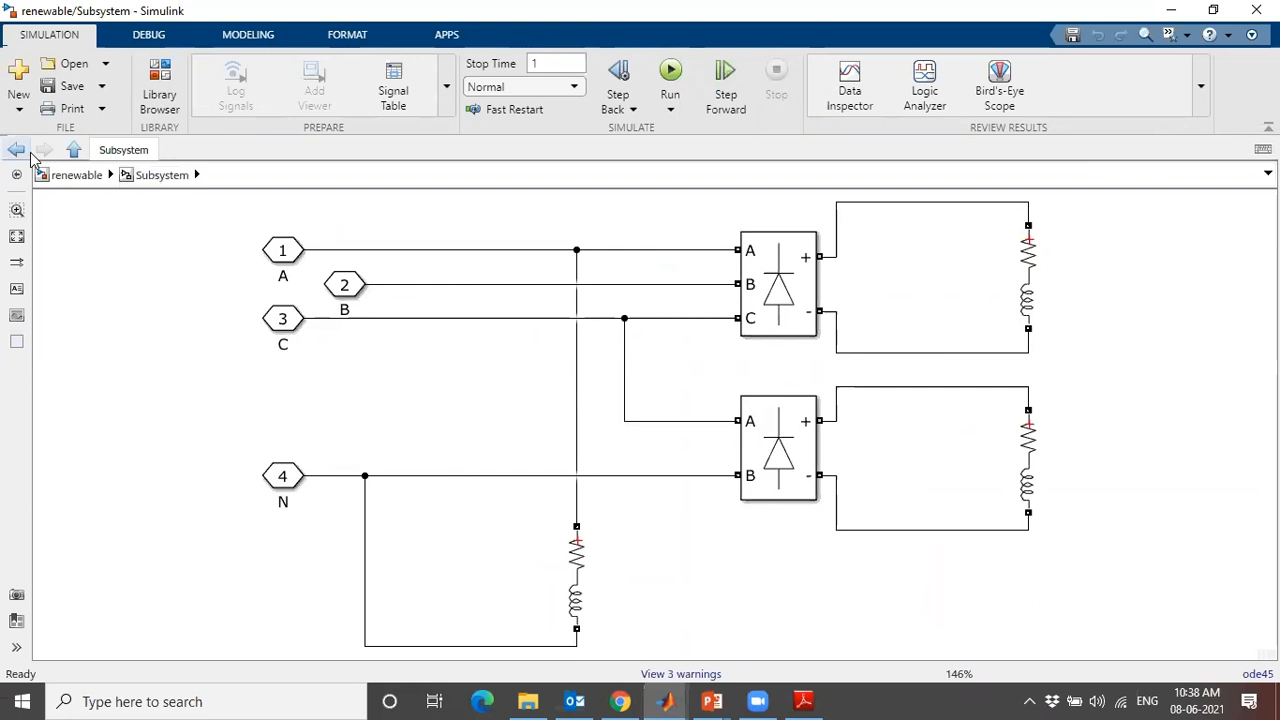 renewable/Subsystem - Simulink
SIMULATION DEBUG MODELING FORMAT APPS
New
Open
Save
Print
FILE
Library Browser
LIBRARY
Log Signals
Add Viewer
Signal Table
PREPARE
Stop Time 1
Normal
Fast Restart
Step Back
Run
Step Forward
Stop
SIMULATE
Data Inspector
Logic Analyzer
Bird's-Eye Scope
REVIEW RESULTS
Subsystem
renewable Subsystem
1
A
2
B
3
C
4
N
A
B
C
+
-
A
B
+
-
Ready
View 3 warnings
146%
ode45
Type here to search
ENG
10:38 AM
08-06-2021